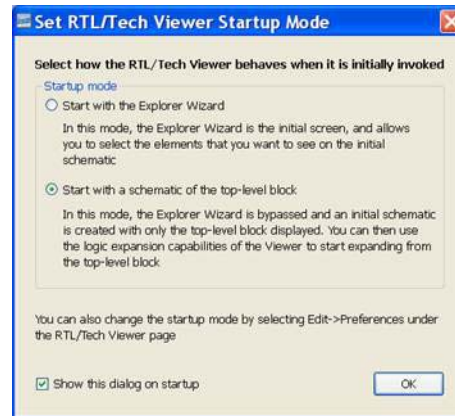 Set RTL/Tech Viewer Startup Mode
Select how the RTL/Tech Viewer behaves when it is initially invoked
Startup mode
Start with the Explorer Wizard
In this mode, the Explorer Wizard is the initial screen, and allows
you to select the elements that you want to see on the initial
schematic
Start with a schematic of the top-level block
In this mode, the Explorer Wizard is bypassed and an initial schematic
is created with only the top-level block displayed. You can then use
the logic expansion capabilities of the Viewer to start expanding from
the top-level block
You can also change the startup mode by selecting Edit->Preferences under
the RTL/Tech Viewer page
Show this dialog on startup
OK